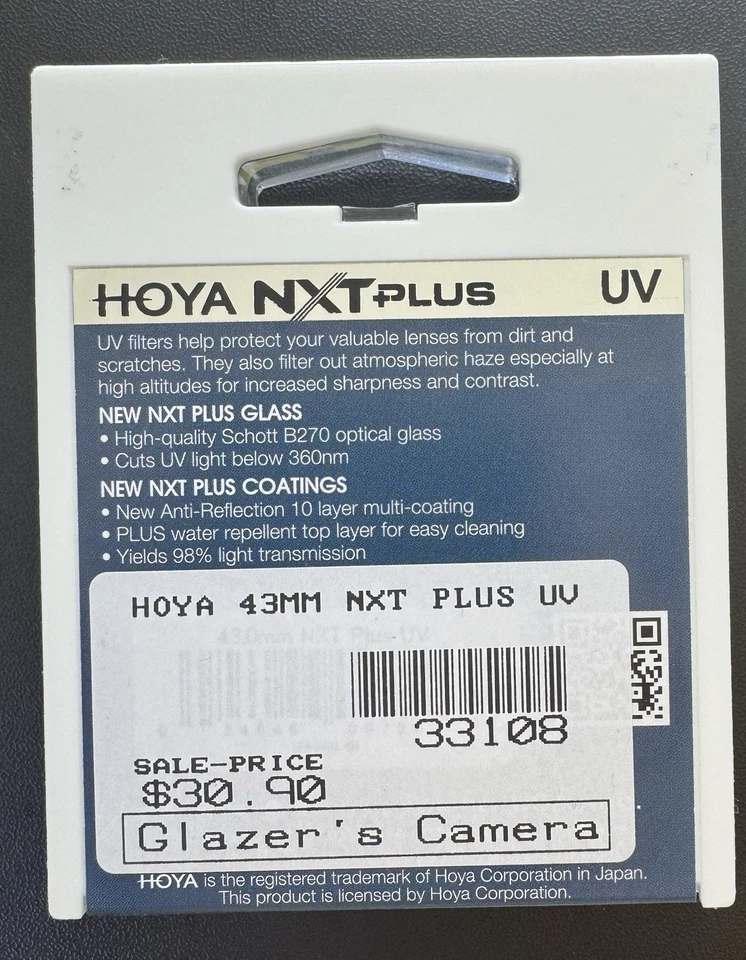 HOYA NXT PLUS UV
UV filters help protect your valuable lenses from dirt and
scratches. They also filter out atmospheric haze especially at
high altitudes for increased sharpness and contrast.
NEW NXT PLUS GLASS
• High-quality Schott B270 optical glass
• Cuts UV light below 360nm
NEW NXT PLUS COATINGS
• New Anti-Reflection 10 layer multi-coating
• PLUS water repellent top layer for easy cleaning
• Yields 98% light transmission
HOYA 43MM NXT PLUS UV
43.0mm NXT Plus UV
33108
SALE-PRICE
$30.90
Glazer's Camera
HOYA is the registered trademark of Hoya Corporation in Japan.
This product is licensed by Hoya Corporation.